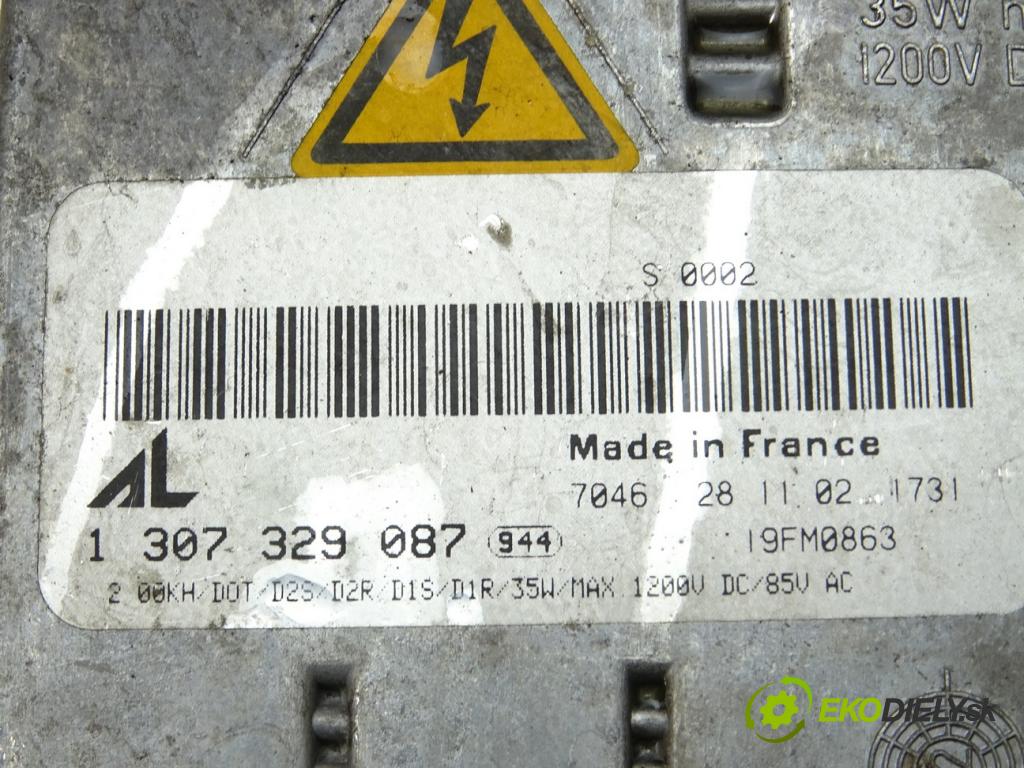 35W
1200V D
S 0002
AL
Made in France
7046 28 11 02 1731
1 307 329 087 944 19FM0863
2 00KH/DOT/D2S/D2R/D1S/D1R/35W/MAX 1200V DC/85V AC
EKODIELY.sk